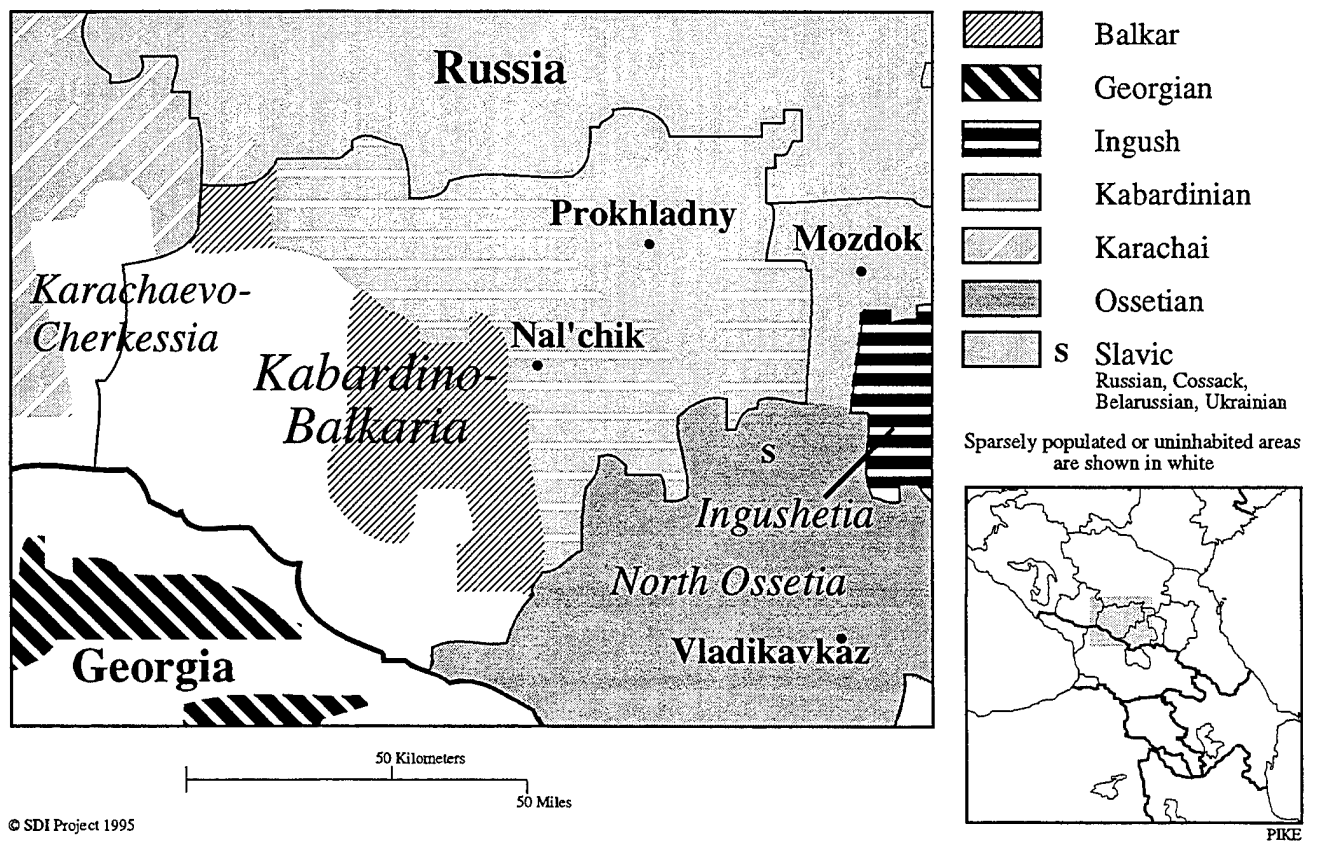 Russia
Prokhladny
Mozdok
Karachaevo-
Cherkessia
Nal'chik
Kabardino-
Balkaria
S
Ingushetia
North Ossetia
Vladikavkaz
Georgia
Balkar
Georgian
Ingush
Kabardinian
Karachai
Ossetian
S Slavic
Russian, Cossack,
Belarussian, Ukrainian
Sparsely populated or uninhabited areas
are shown in white
50 Kilometers
50 Miles
© SDI Project 1995
PIKE